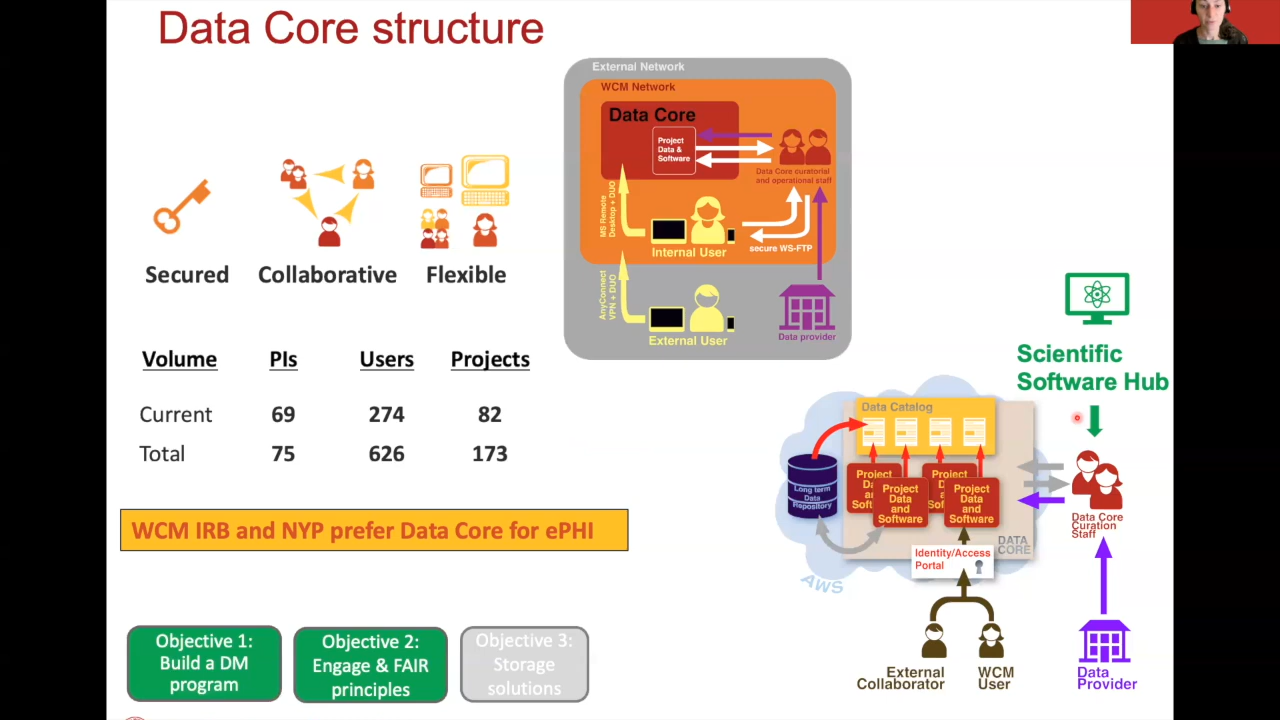 Data Core structure
Secured
Collaborative
Flexible
Volume PIs Users Projects
Current 69 274 82
Total 75 626 173
WCM IRB and NYP prefer Data Core for ePHI
Objective 1:
Build a DM
program
Objective 2:
Engage & FAIR
principles
Objective 3:
Storage
solutions
External Network
WCM Network
Data Core
Project
Data &
Software
Data Core curatorial
and operational staff
MS Remote
Desktop + DUO
Internal User
secure WS-FTP
AnyConnect
VPN + DUO
External User
Data provider
Scientific
Software Hub
Data Catalog
Long term
Data
Repository
Project
Data
and
Software
Project
Data
and
Software
Project
Data
and
Software
DATA
CORE
Identity/Access
Portal
AWS
Data Core
Curation
Staff
External
Collaborator
WCM
User
Data
Provider